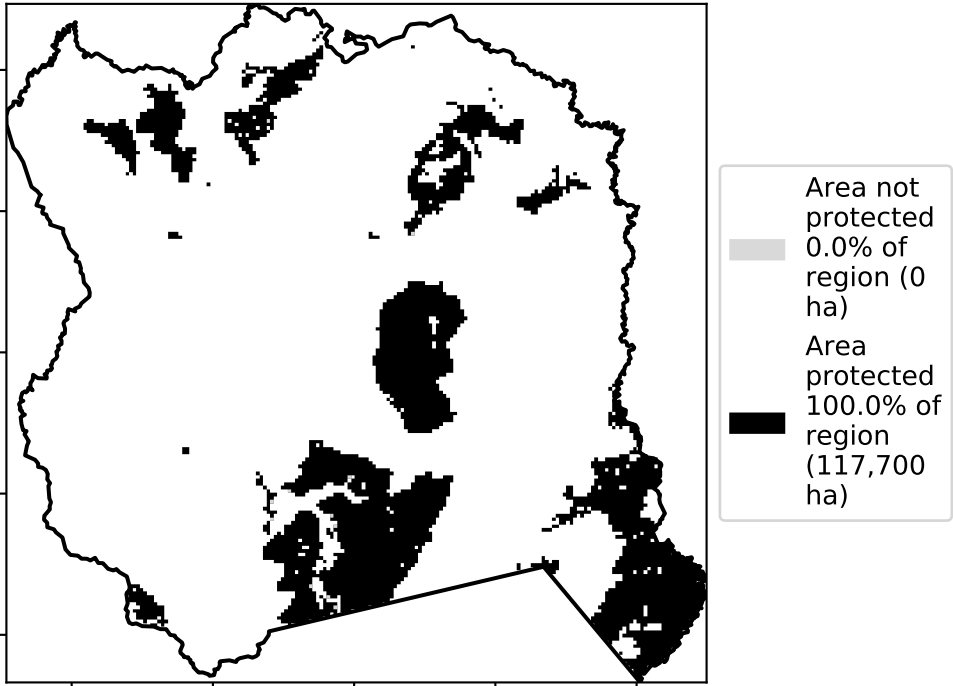 Area not
protected
0.0% of
region (0
ha)
Area
protected
100.0% of
region
(117,700
ha)